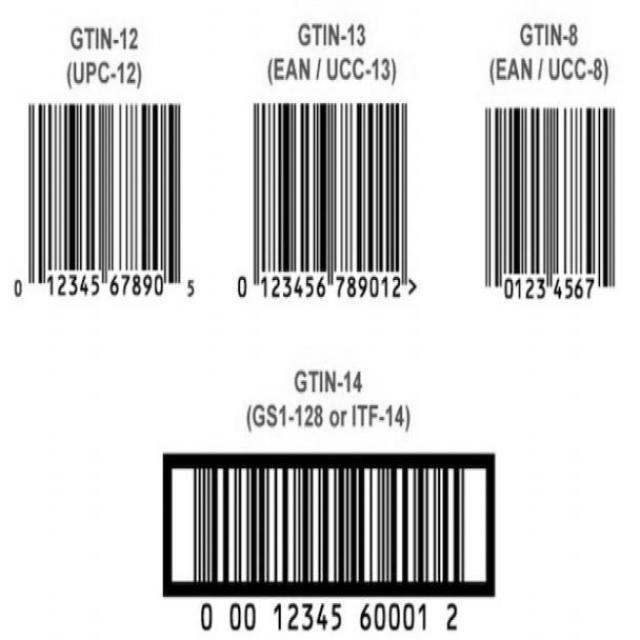 GTIN-12
(UPC-12)
0 12345 67890 5
GTIN-13
(EAN / UCC-13)
0 123456 789012 >
GTIN-8
(EAN / UCC-8)
0123 4567
GTIN-14
(GS1-128 or ITF-14)
0 00 12345 60001 2